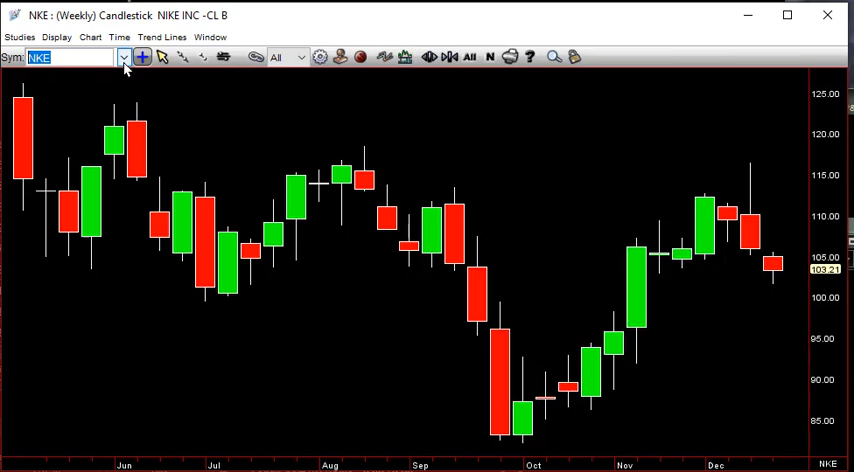 NKE : (Weekly) Candlestick NIKE INC -CL B
Studies Display Chart Time Trend Lines Window
Sym: NKE All All N ?
125.00
120.00
115.00
110.00
105.00
103.21
100.00
95.00
90.00
85.00
Jun Jul Aug Sep Oct Nov Dec NKE